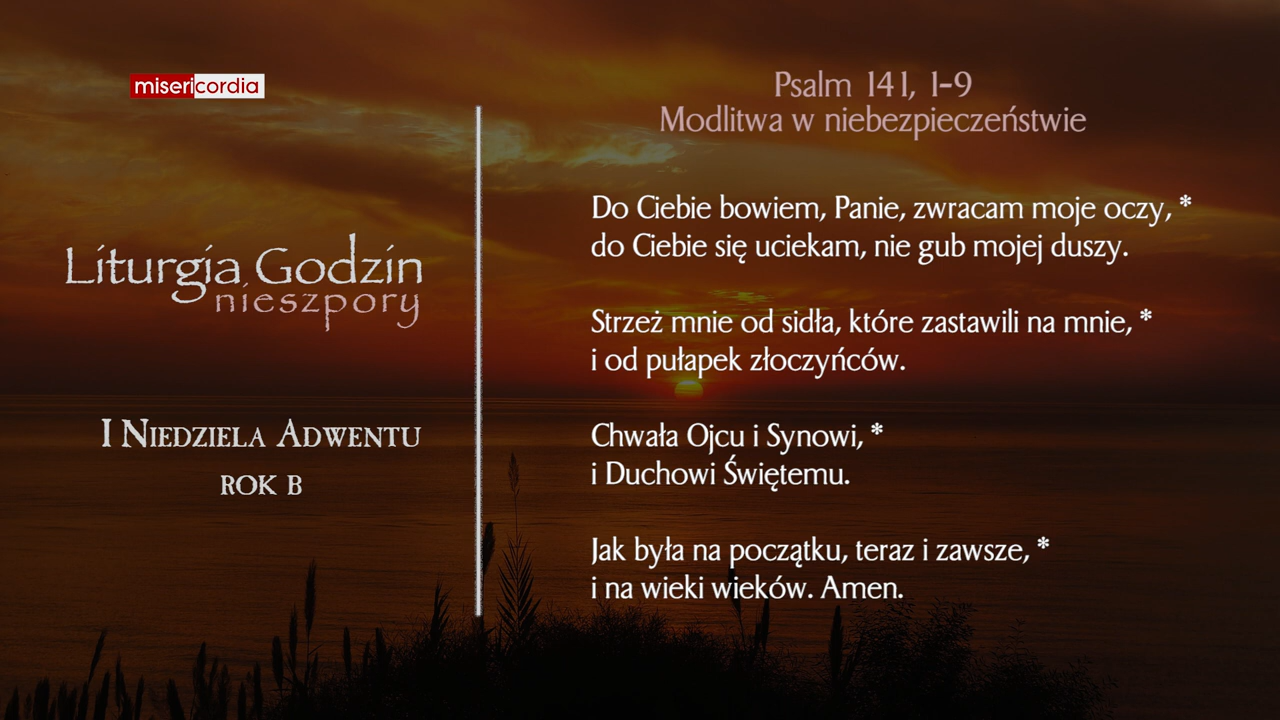 misericordia
Liturgia Godzin
nieszpory
I Niedziela Adwentu
rok B
Psalm 141, 1-9
Modlitwa w niebezpieczeństwie
Do Ciebie bowiem, Panie, zwracam moje oczy, *
do Ciebie się uciekam, nie gub mojej duszy.
Strzeż mnie od sidła, które zastawili na mnie, *
i od pułapek złoczyńców.
Chwała Ojcu i Synowi, *
i Duchowi Świętemu.
Jak była na początku, teraz i zawsze, *
i na wieki wieków. Amen.